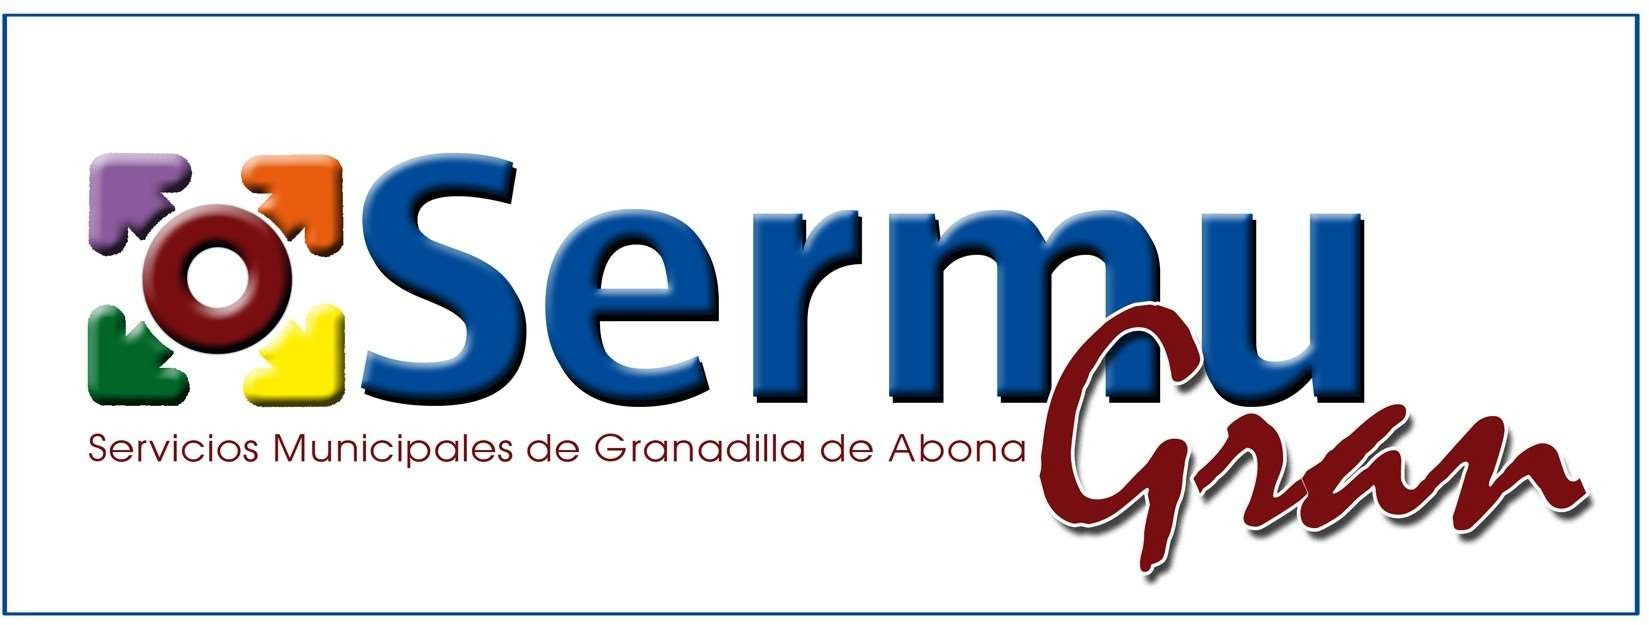 Sermu
Gran
Servicios Municipales de Granadilla de Abona